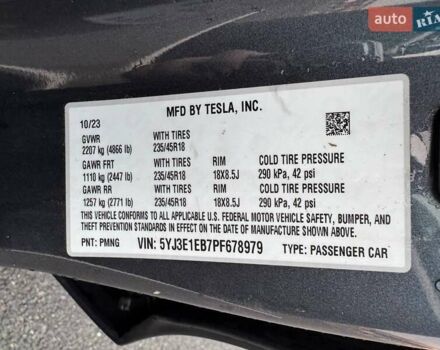 auto RIA
MFD BY TESLA, INC.
10/23
GVWR WITH TIRES
2207 kg (4866 lb) 235/45R18
GAWR FRT WITH TIRES RIM COLD TIRE PRESSURE
1110 kg (2447 lb) 235/45R18 18X8.5J 290 kPa, 42 psi
GAWR RR WITH TIRES RIM COLD TIRE PRESSURE
1257 kg (2771 lb) 235/45R18 18X8.5J 290 kPa, 42 psi
THIS VEHICLE CONFORMS TO ALL APPLICABLE U.S. FEDERAL MOTOR VEHICLE SAFETY, BUMPER, AND
THEFT PREVENTION STANDARDS IN EFFECT ON THE DATE OF MANUFACTURE SHOWN ABOVE.
PNT: PMNG VIN: 5YJ3E1EB7PF678979 TYPE: PASSENGER CAR